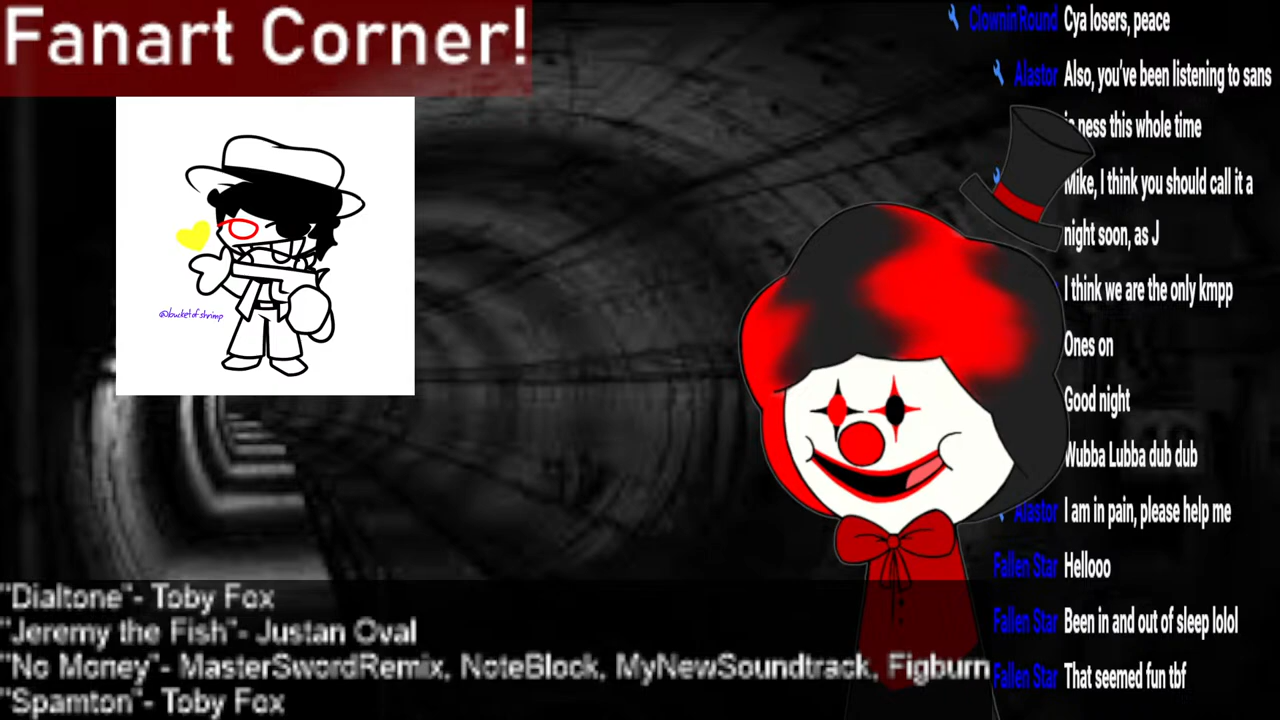 Fanart Corner!
@bucketofshrimp
Clownin'Round Cya losers, peace
Alastor Also, you've been listening to sans
ness this whole time
Mike, I think you should call it a
night soon, as J
I think we are the only kmpp
Ones on
Good night
Wubba Lubba dub dub
Alastor I am in pain, please help me
Fallen Star Hellooo
Fallen Star Been in and out of sleep lolol
Fallen Star That seemed fun tbf
"Dialtone"- Toby Fox
"Jeremy the Fish"- Justan Oval
"No Money"- MasterSwordRemix, NoteBlock, MyNewSoundtrack, Figburn
"Spamton"- Toby Fox